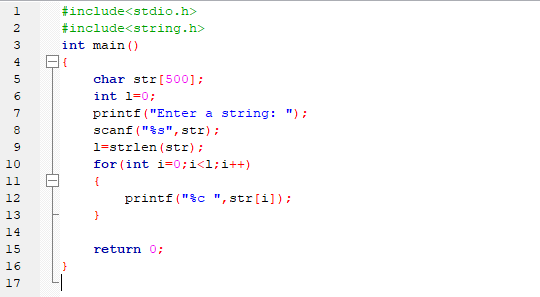 1 #include<stdio.h>
2 #include<string.h>
3 int main()
4 {
5 char str[500];
6 int l=0;
7 printf("Enter a string: ");
8 scanf("%s",str);
9 l=strlen(str);
10 for(int i=0;i<l;i++)
11 {
12 printf("%c ",str[i]);
13 }
14
15 return 0;
16 }
17